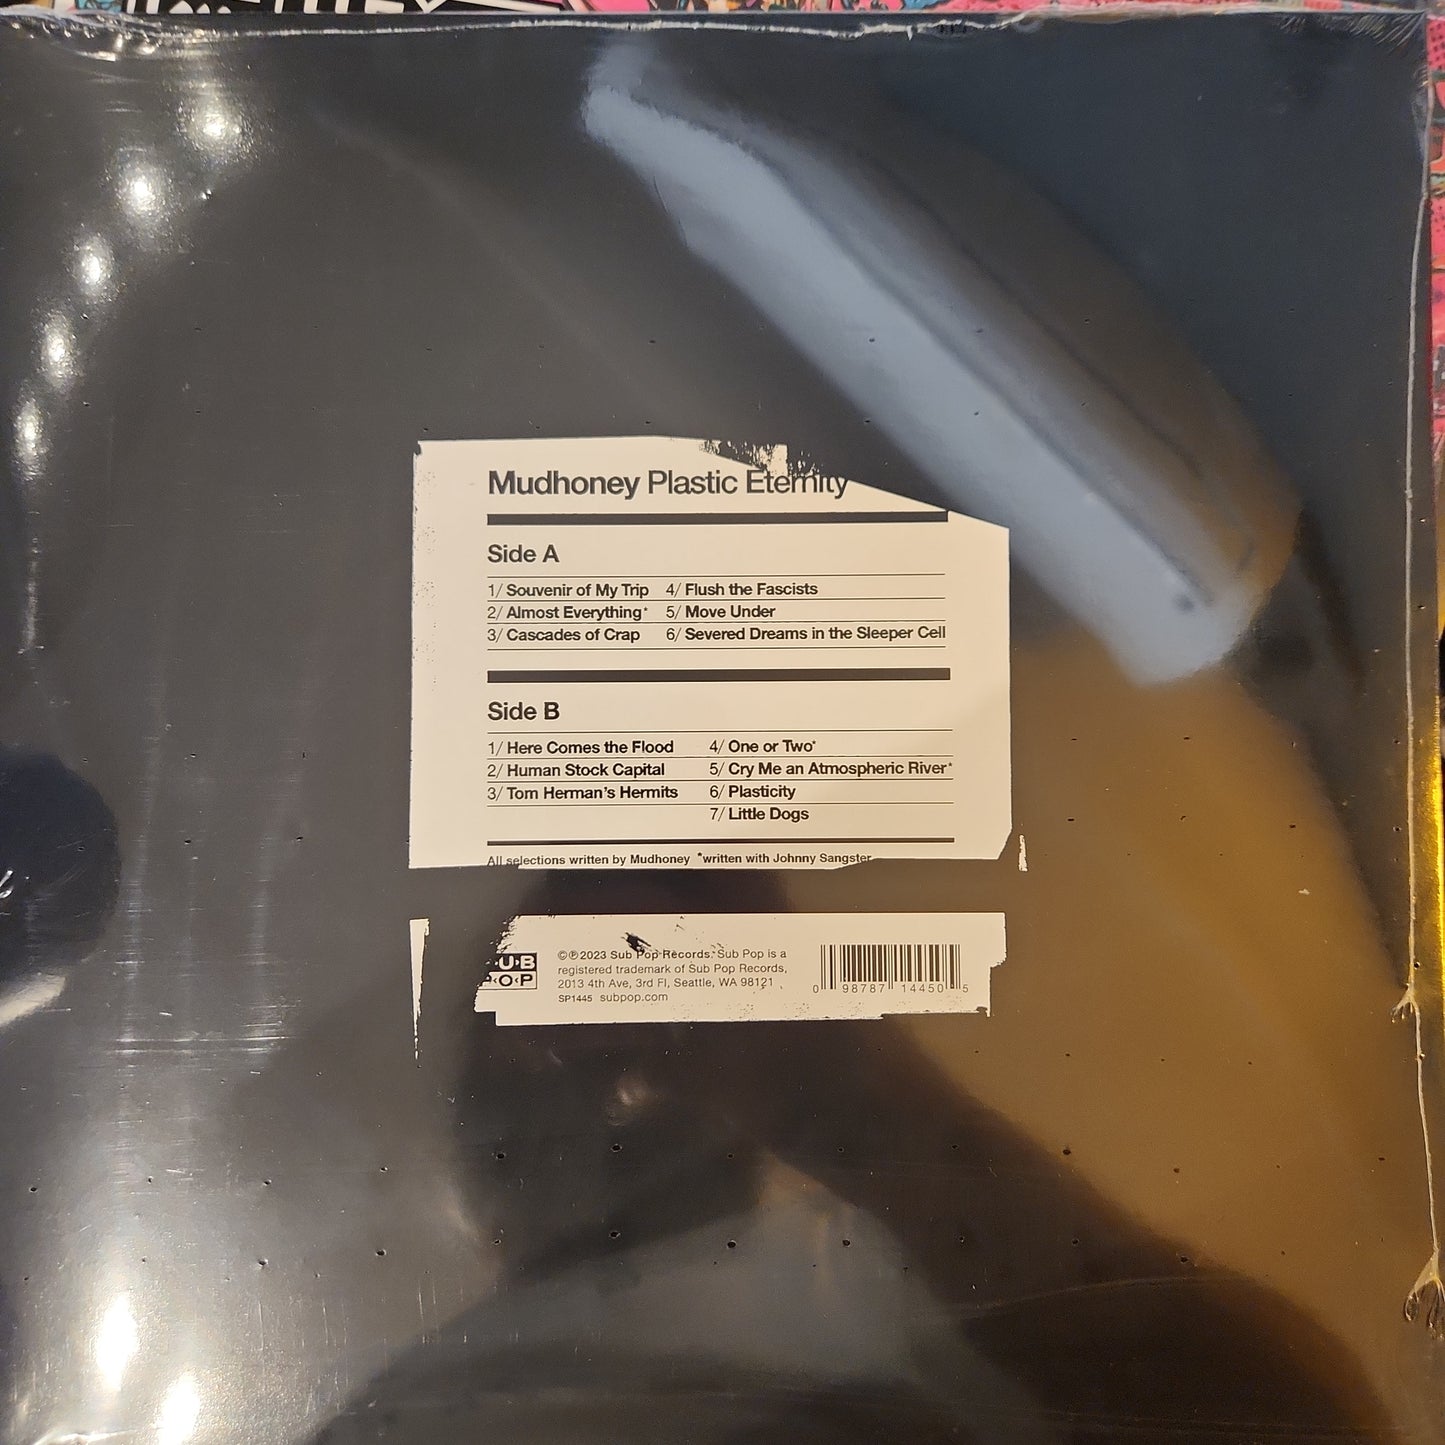 Mudhoney Plastic Eternity
Side A
1/ Souvenir of My Trip 4/ Flush the Fascists
2/ Almost Everything* 5/ Move Under
3/ Cascades of Crap 6/ Severed Dreams in the Sleeper Cell
Side B
1/ Here Comes the Flood 4/ One or Two*
2/ Human Stock Capital 5/ Cry Me an Atmospheric River*
3/ Tom Herman's Hermits 6/ Plasticity
7/ Little Dogs
All selections written by Mudhoney *written with Johnny Sangster
SUB
POP
©℗2023 Sub Pop Records. Sub Pop is a
registered trademark of Sub Pop Records,
2013 4th Ave, 3rd Fl, Seattle, WA 98121
SP1445 subpop.com
0 98787 14450 5